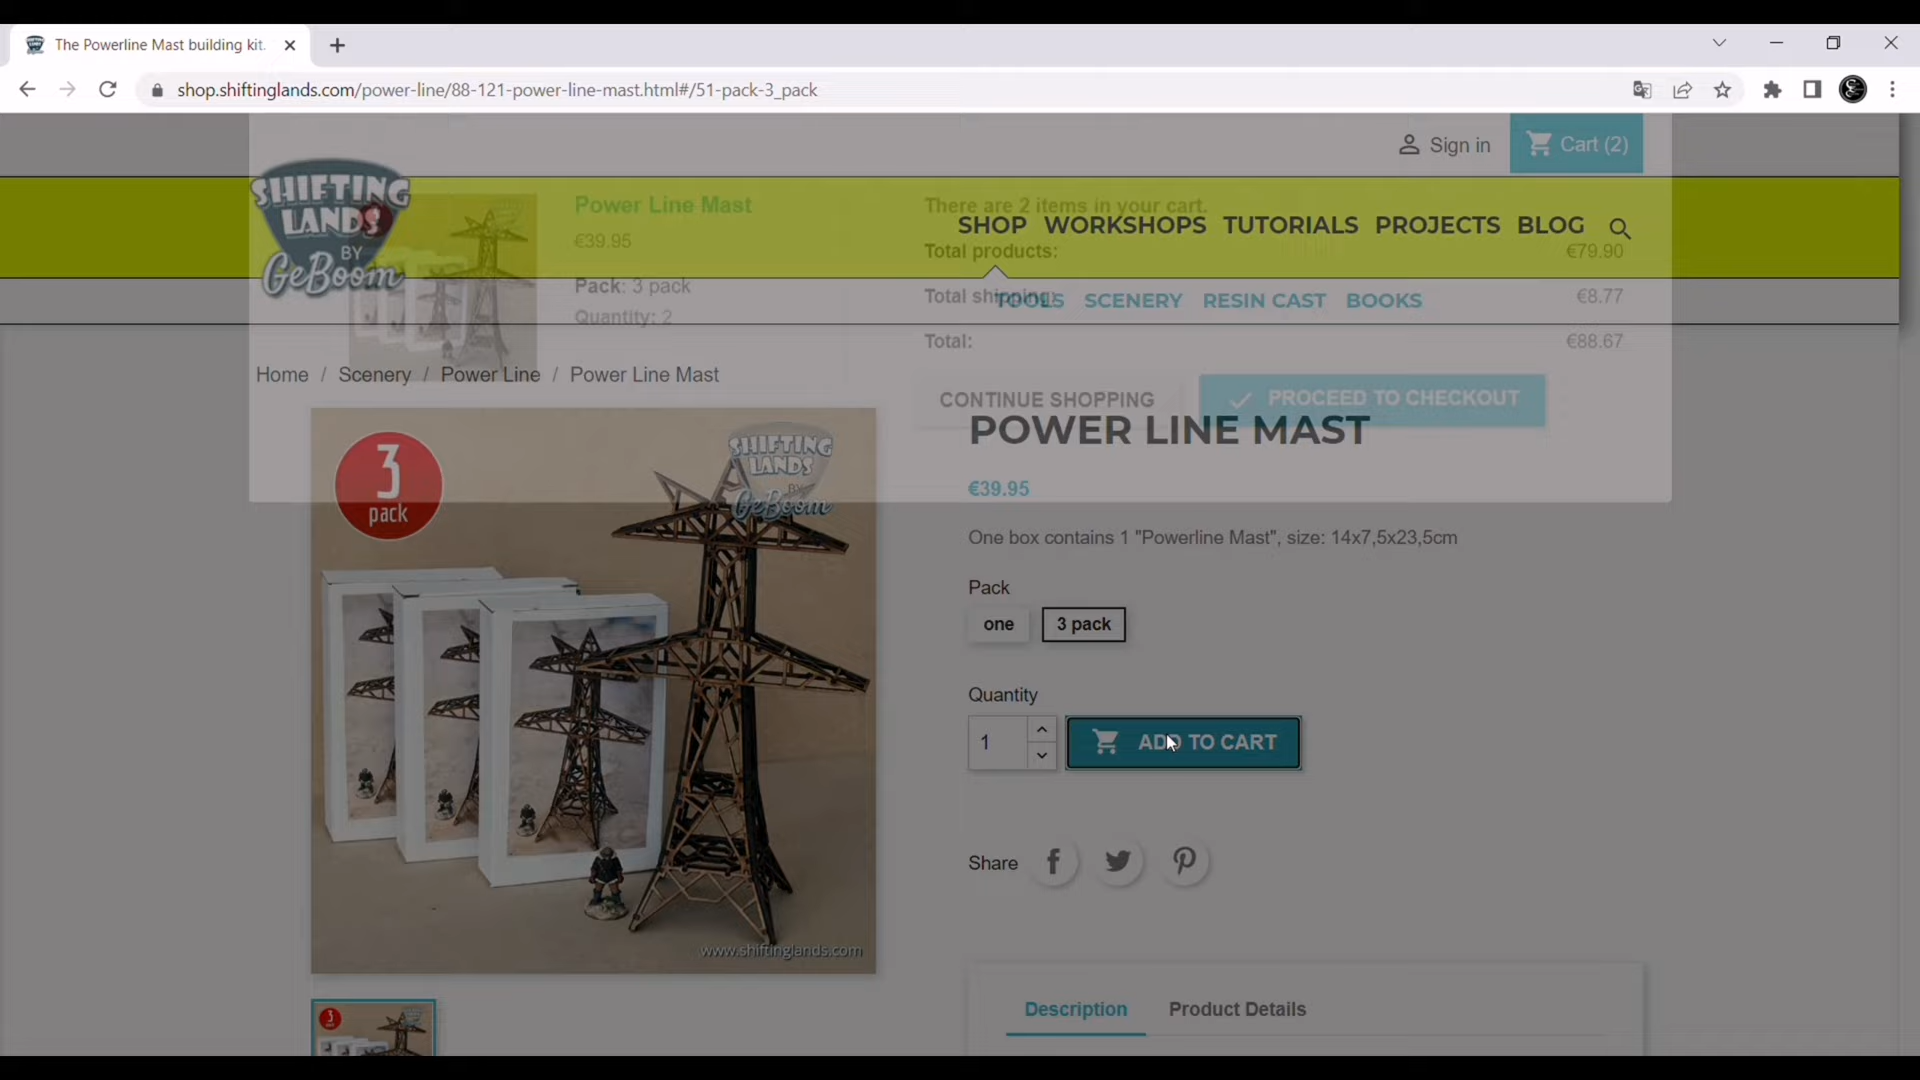 The Powerline Mast building kit.
shop.shiftinglands.com/power-line/88-121-power-line-mast.html#/51-pack-3_pack
Sign in
Cart (2)
SHIFTING
LANDS
BY
GeBoom
Power Line Mast
€39.95
Pack: 3 pack
Quantity: 2
There are 2 items in your cart.
SHOP WORKSHOPS TUTORIALS PROJECTS BLOG
Total products: €79.90
Total shipping: €8.77
TOOLS SCENERY RESIN CAST BOOKS
Total: €88.67
Home / Scenery / Power Line / Power Line Mast
CONTINUE SHOPPING
PROCEED TO CHECKOUT
3
pack
SHIFTING
LANDS
BY
GeBoom
www.shiftinglands.com
POWER LINE MAST
€39.95
One box contains 1 "Powerline Mast", size: 14x7,5x23,5cm
Pack
one
3 pack
Quantity
1
ADD TO CART
Share
Description
Product Details
3